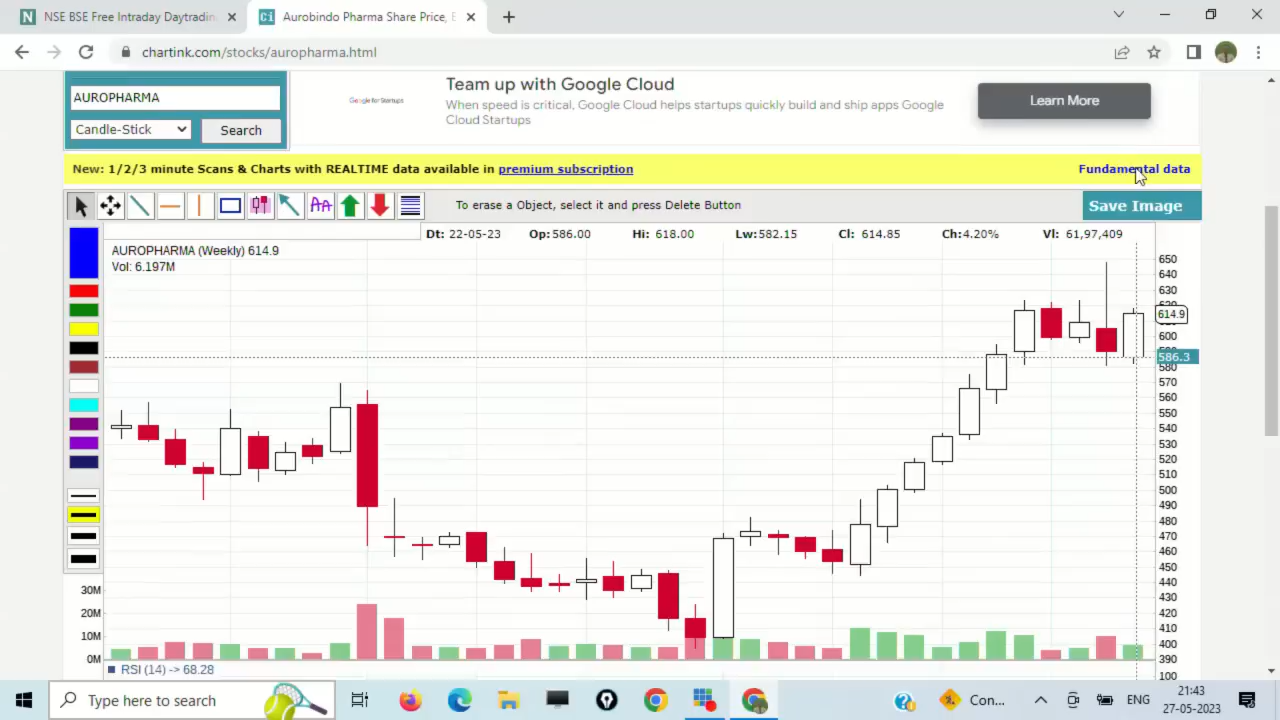 NSE BSE Free Intraday Daytradin
Aurobindo Pharma Share Price, E
chartink.com/stocks/auropharma.html
AUROPHARMA
Candle-Stick
Search
Google for Startups
Team up with Google Cloud
When speed is critical, Google Cloud helps startups quickly build and ship apps Google
Cloud Startups
Learn More
New: 1/2/3 minute Scans & Charts with REALTIME data available in premium subscription
Fundamental data
To erase a Object, select it and press Delete Button
Save Image
Dt: 22-05-23 Op:586.00 Hi: 618.00 Lw:582.15 Cl: 614.85 Ch:4.20% Vl: 61,97,409
AUROPHARMA (Weekly) 614.9
Vol: 6.197M
650
640
630
614.9
600
586.3
580
570
560
550
540
530
520
510
500
490
480
470
460
450
440
430
420
410
400
390
100
30M
20M
10M
0M
RSI (14) -> 68.28
Type here to search
Con...
ENG
21:43
27-05-2023